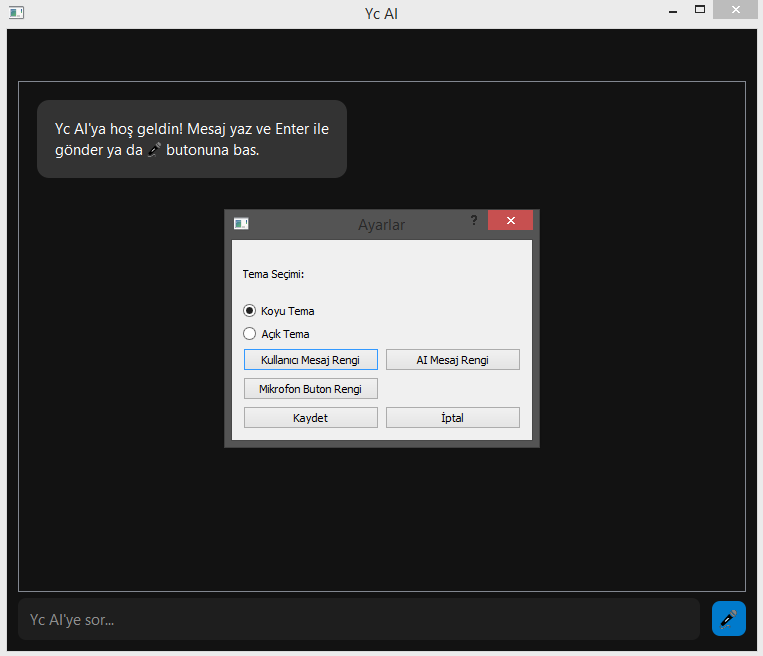 Yc AI
Yc AI'ya hoş geldin! Mesaj yaz ve Enter ile
gönder ya da 🎤 butonuna bas.
Ayarlar
?
Tema Seçimi:
Koyu Tema
Açık Tema
Kullanıcı Mesaj Rengi
AI Mesaj Rengi
Mikrofon Buton Rengi
Kaydet
İptal
Yc AI'ye sor...